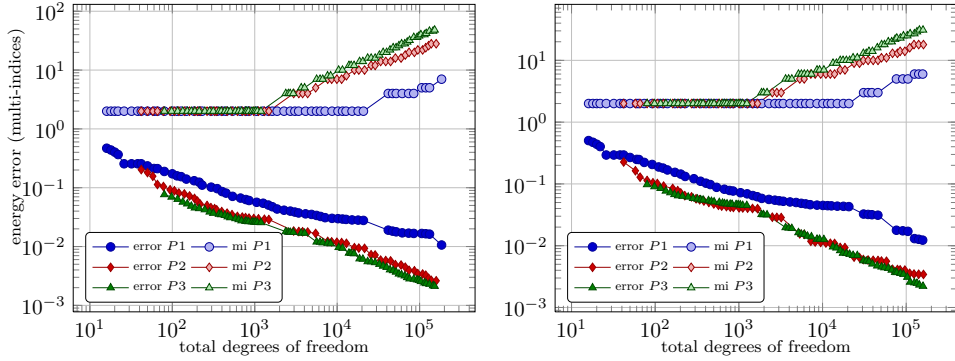 10^2
10^1
10^0
10^−1
10^−2
10^−3
energy error (multi-indices)
error P1
mi P1
error P2
mi P2
error P3
mi P3
10^1
10^2
10^3
10^4
10^5
total degrees of freedom
10^2
10^1
10^0
10^−1
10^−2
10^−3
error P1
mi P1
error P2
mi P2
error P3
mi P3
10^1
10^2
10^3
10^4
10^5
total degrees of freedom